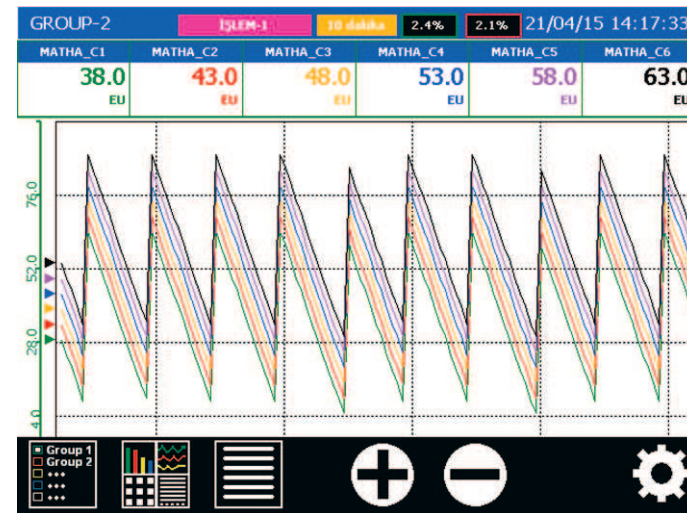 GROUP-2 İŞLEM-1 10 dakika 2.4% 2.1% 21/04/15 14:17:33
MATHA_C1 MATHA_C2 MATHA_C3 MATHA_C4 MATHA_C5 MATHA_C6
38.0 43.0 48.0 53.0 58.0 63.0
EU EU EU EU EU EU
76.0
52.0
28.0
4.0
Group 1
Group 2